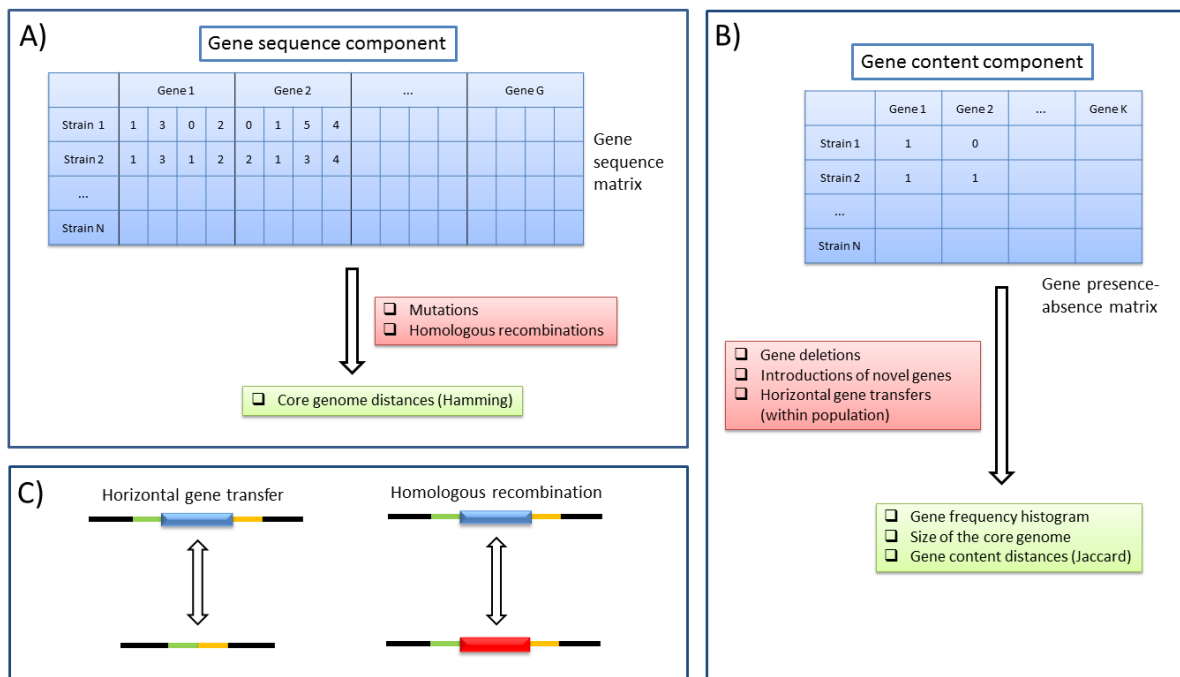 A)
Gene sequence component
Gene 1 Gene 2 ... Gene G
Strain 1 1 3 0 2 0 1 5 4
Strain 2 1 3 1 2 2 1 3 4
...
Strain N
Gene
sequence
matrix
❑ Mutations
❑ Homologous recombinations
❑ Core genome distances (Hamming)
B)
Gene content component
Gene 1 Gene 2 ... Gene K
Strain 1 1 0
Strain 2 1 1
...
Strain N
Gene presence-
absence matrix
❑ Gene deletions
❑ Introductions of novel genes
❑ Horizontal gene transfers
(within population)
❑ Gene frequency histogram
❑ Size of the core genome
❑ Gene content distances (Jaccard)
C)
Horizontal gene transfer
Homologous recombination